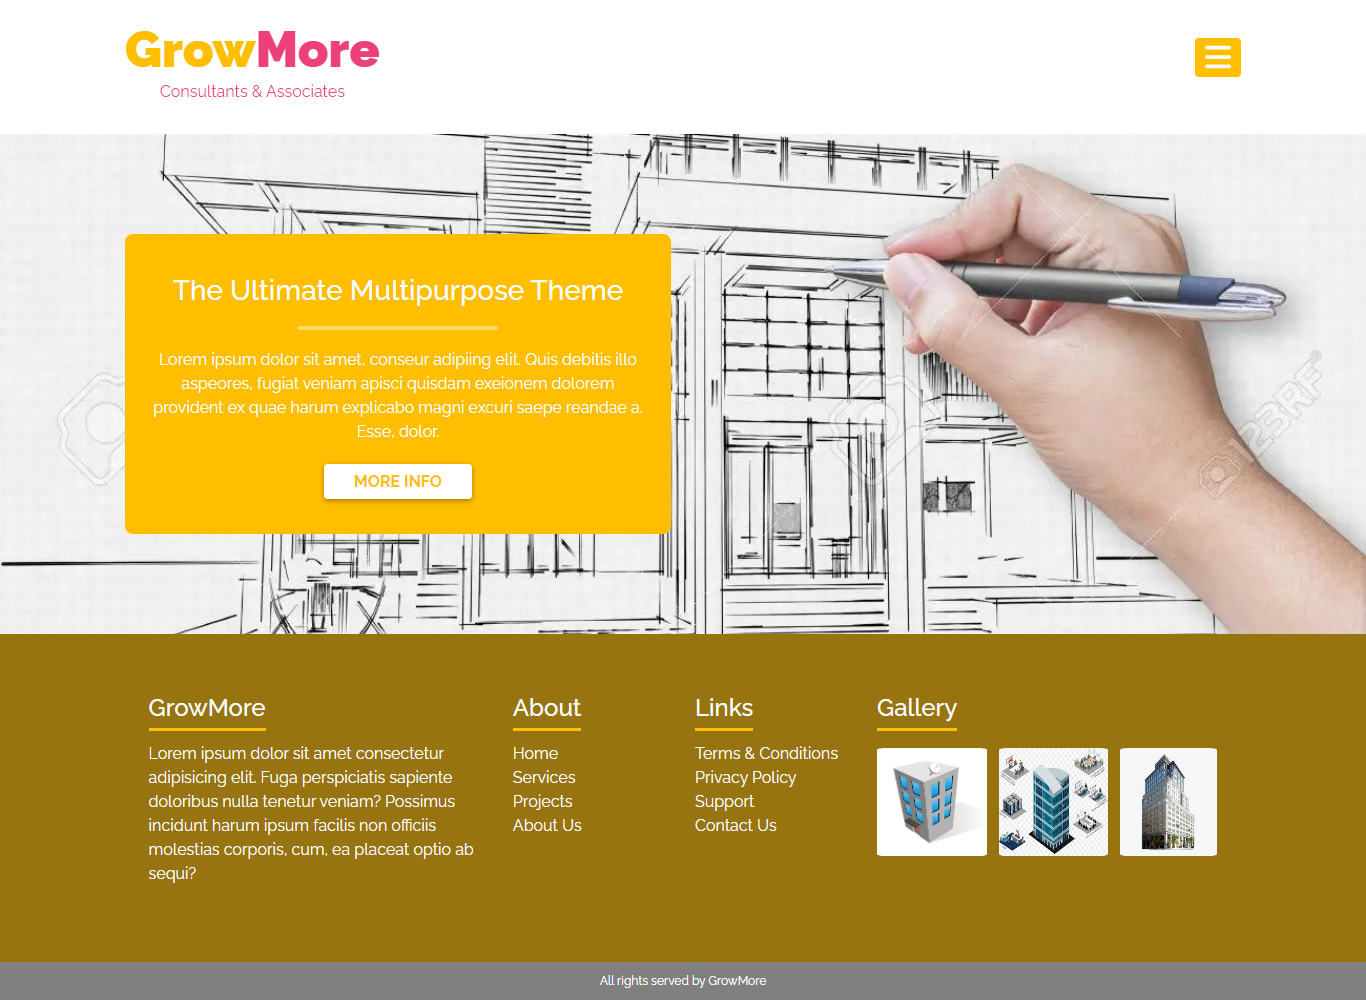 GrowMore
Consultants & Associates
The Ultimate Multipurpose Theme
Lorem ipsum dolor sit amet, conseur adipiing elit. Quis debitis illo
aspeores, fugiat veniam apisci quisdam exeionem dolorem
provident ex quae harum explicabo magni excuri saepe reandae a.
Esse, dolor.
MORE INFO
123RF®
GrowMore
Lorem ipsum dolor sit amet consectetur
adipisicing elit. Fuga perspiciatis sapiente
doloribus nulla tenetur veniam? Possimus
incidunt harum ipsum facilis non officiis
molestias corporis, cum, ea placeat optio ab
sequi?
About
Home
Services
Projects
About Us
Links
Terms & Conditions
Privacy Policy
Support
Contact Us
Gallery
All rights served by GrowMore